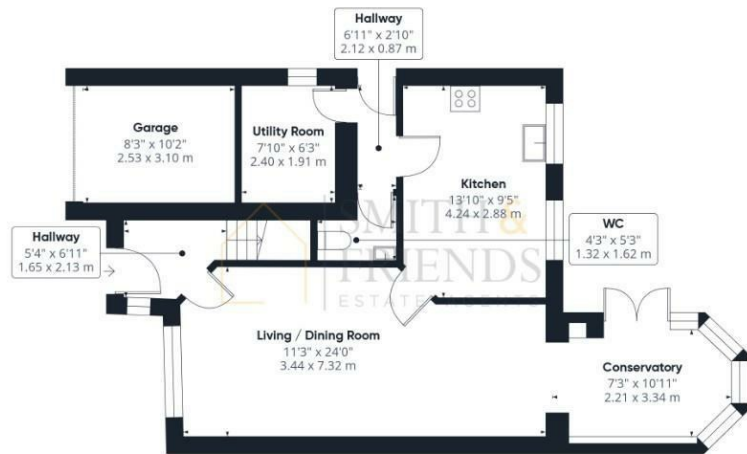 Hallway
6'11" x 2'10"
2.12 x 0.87 m
Garage
8'3" x 10'2"
2.53 x 3.10 m
Utility Room
7'10" x 6'3"
2.40 x 1.91 m
Kitchen
13'10" x 9'5"
4.24 x 2.88 m
WC
4'3" x 5'3"
1.32 x 1.62 m
Hallway
5'4" x 6'11"
1.65 x 2.13 m
SMITH &
FRIENDS
ESTATE AGENTS
Living / Dining Room
11'3" x 24'0"
3.44 x 7.32 m
Conservatory
7'3" x 10'11"
2.21 x 3.34 m